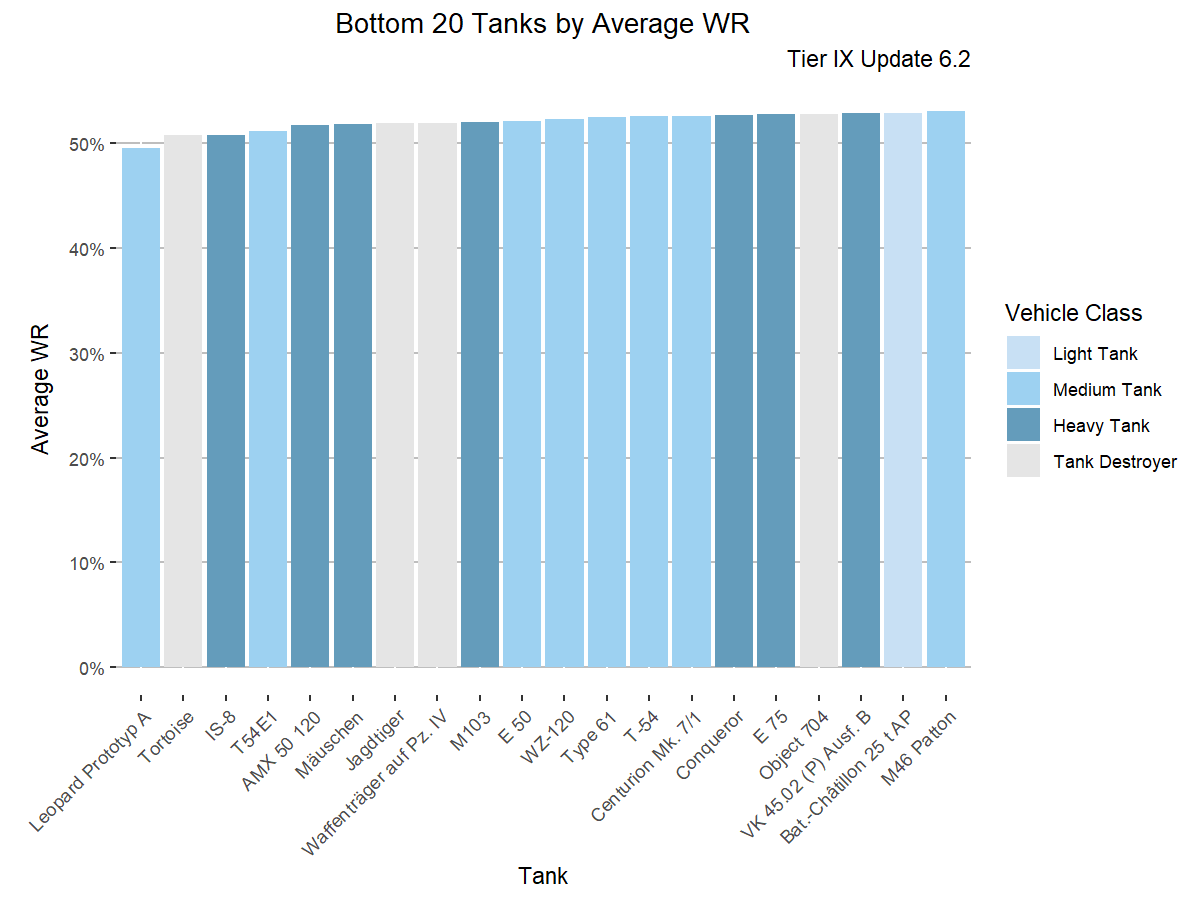 Bottom 20 Tanks by Average WR
Tier IX Update 6.2
Average WR
50%
40%
30%
20%
10%
0%
Leopard Prototyp A
Tortoise
IS-8
T54E1
AMX 50 120
Mäuschen
Jagdtiger
Waffenträger auf Pz. IV
M103
E 50
WZ-120
Type 61
T-54
Centurion Mk. 7/1
Conqueror
E 75
Object 704
VK 45.02 (P) Ausf. B
Bat.-Châtillon 25 t AP
M46 Patton
Tank
Vehicle Class
Light Tank
Medium Tank
Heavy Tank
Tank Destroyer